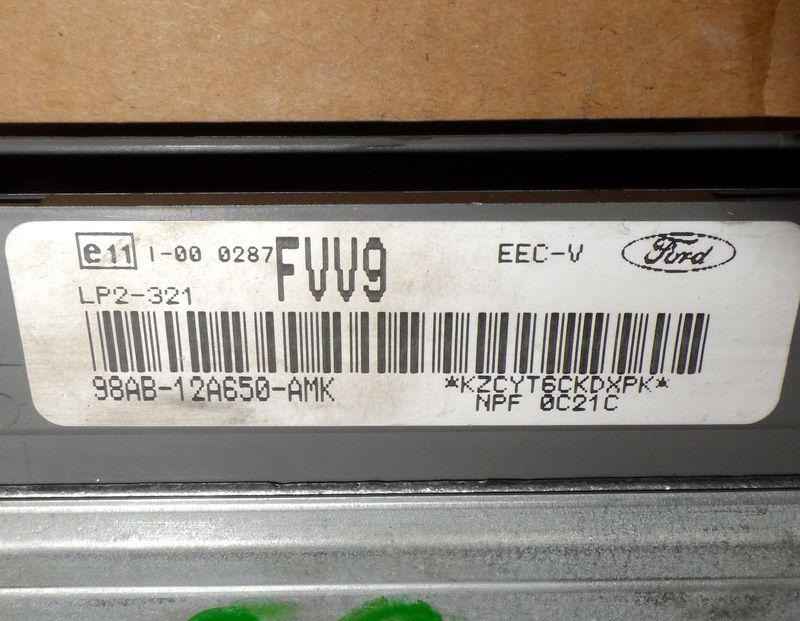 e11 I-00 0287 FVV9 EEC-V Ford
LP2-321
98AB-12A650-AMK *KZCYT6CKDXPK*
NPF 0C21C